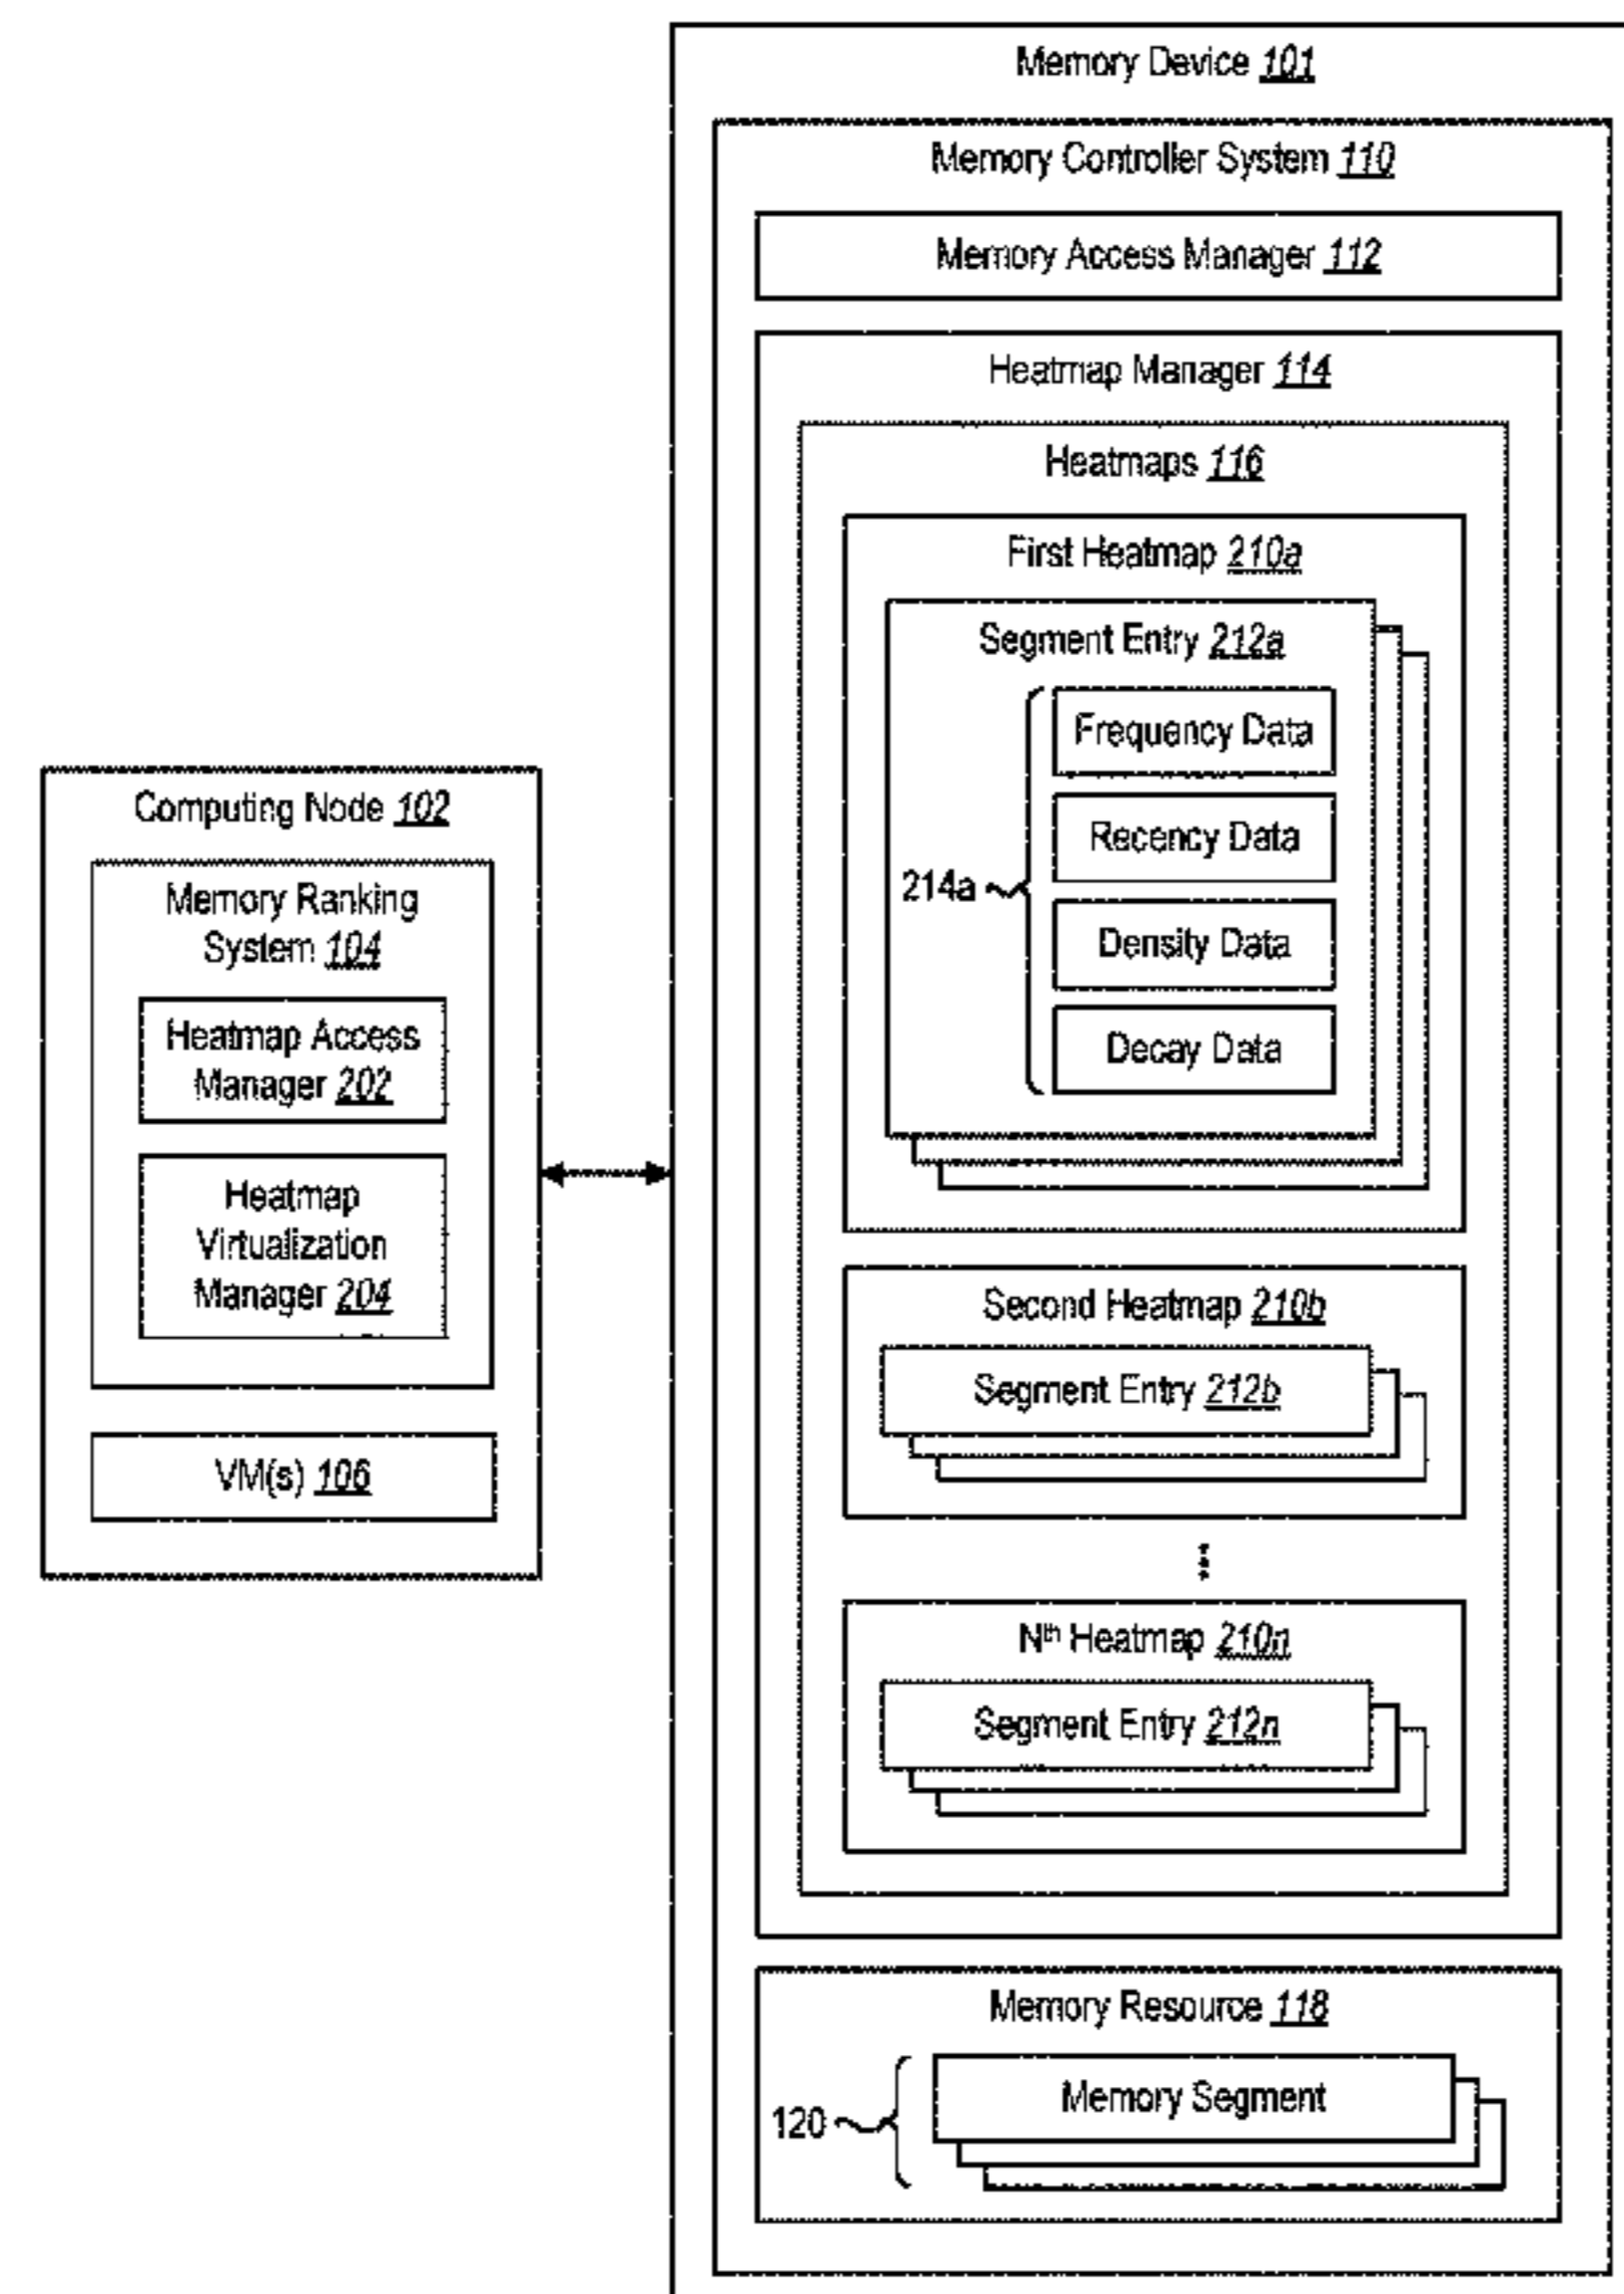 Memory Device 101
Memory Controller System 110
Memory Access Manager 112
Heatmap Manager 114
Heatmaps 116
First Heatmap 210a
Segment Entry 212a
Frequency Data
Recency Data
214a
Density Data
Decay Data
Second Heatmap 210b
Segment Entry 212b
Nth Heatmap 210n
Segment Entry 212n
Memory Resource 118
Memory Segment
120
Computing Node 102
Memory Ranking
System 104
Heatmap Access
Manager 202
Heatmap
Virtualization
Manager 204
VM(s) 106